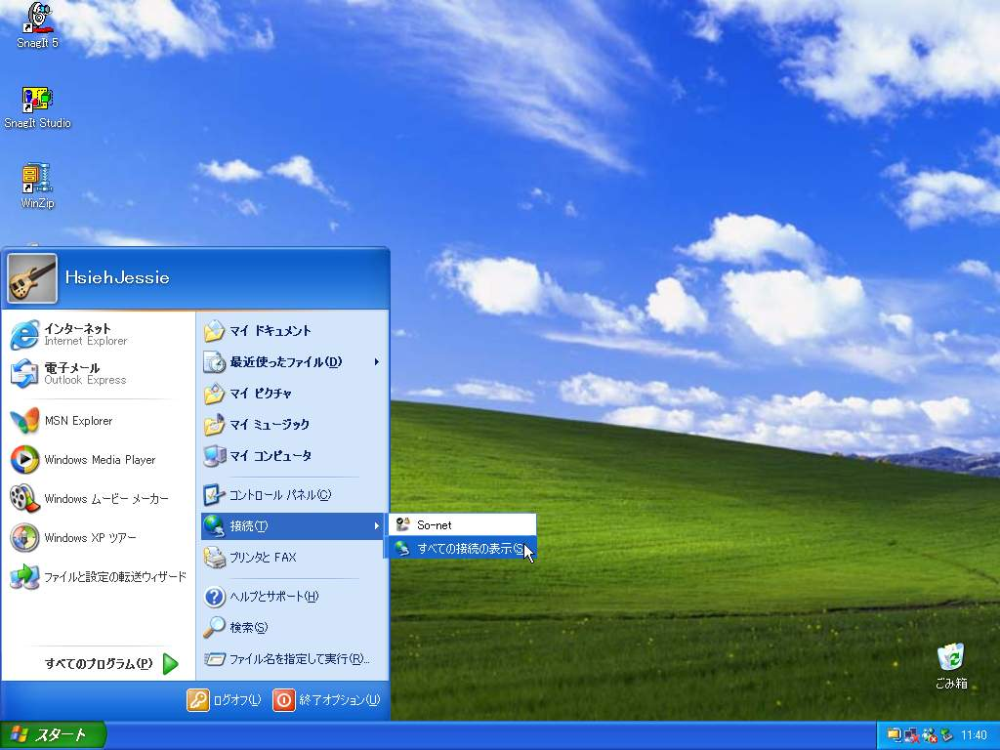 SnagIt 5
SnagIt Studio
WinZip
HsiehJessie
インターネット
Internet Explorer
電子メール
Outlook Express
MSN Explorer
Windows Media Player
Windows ムービー メーカー
Windows XP ツアー
ファイルと設定の転送ウィザード
すべてのプログラム(P)
マイ ドキュメント
最近使ったファイル(D)
マイ ピクチャ
マイ ミュージック
マイ コンピュータ
コントロール パネル(C)
接続(T)
プリンタと FAX
ヘルプとサポート(H)
検索(S)
ファイル名を指定して実行(R)...
So-net
すべての接続の表示(S)
ログオフ(L)
終了オプション(U)
ごみ箱
スタート
11:40